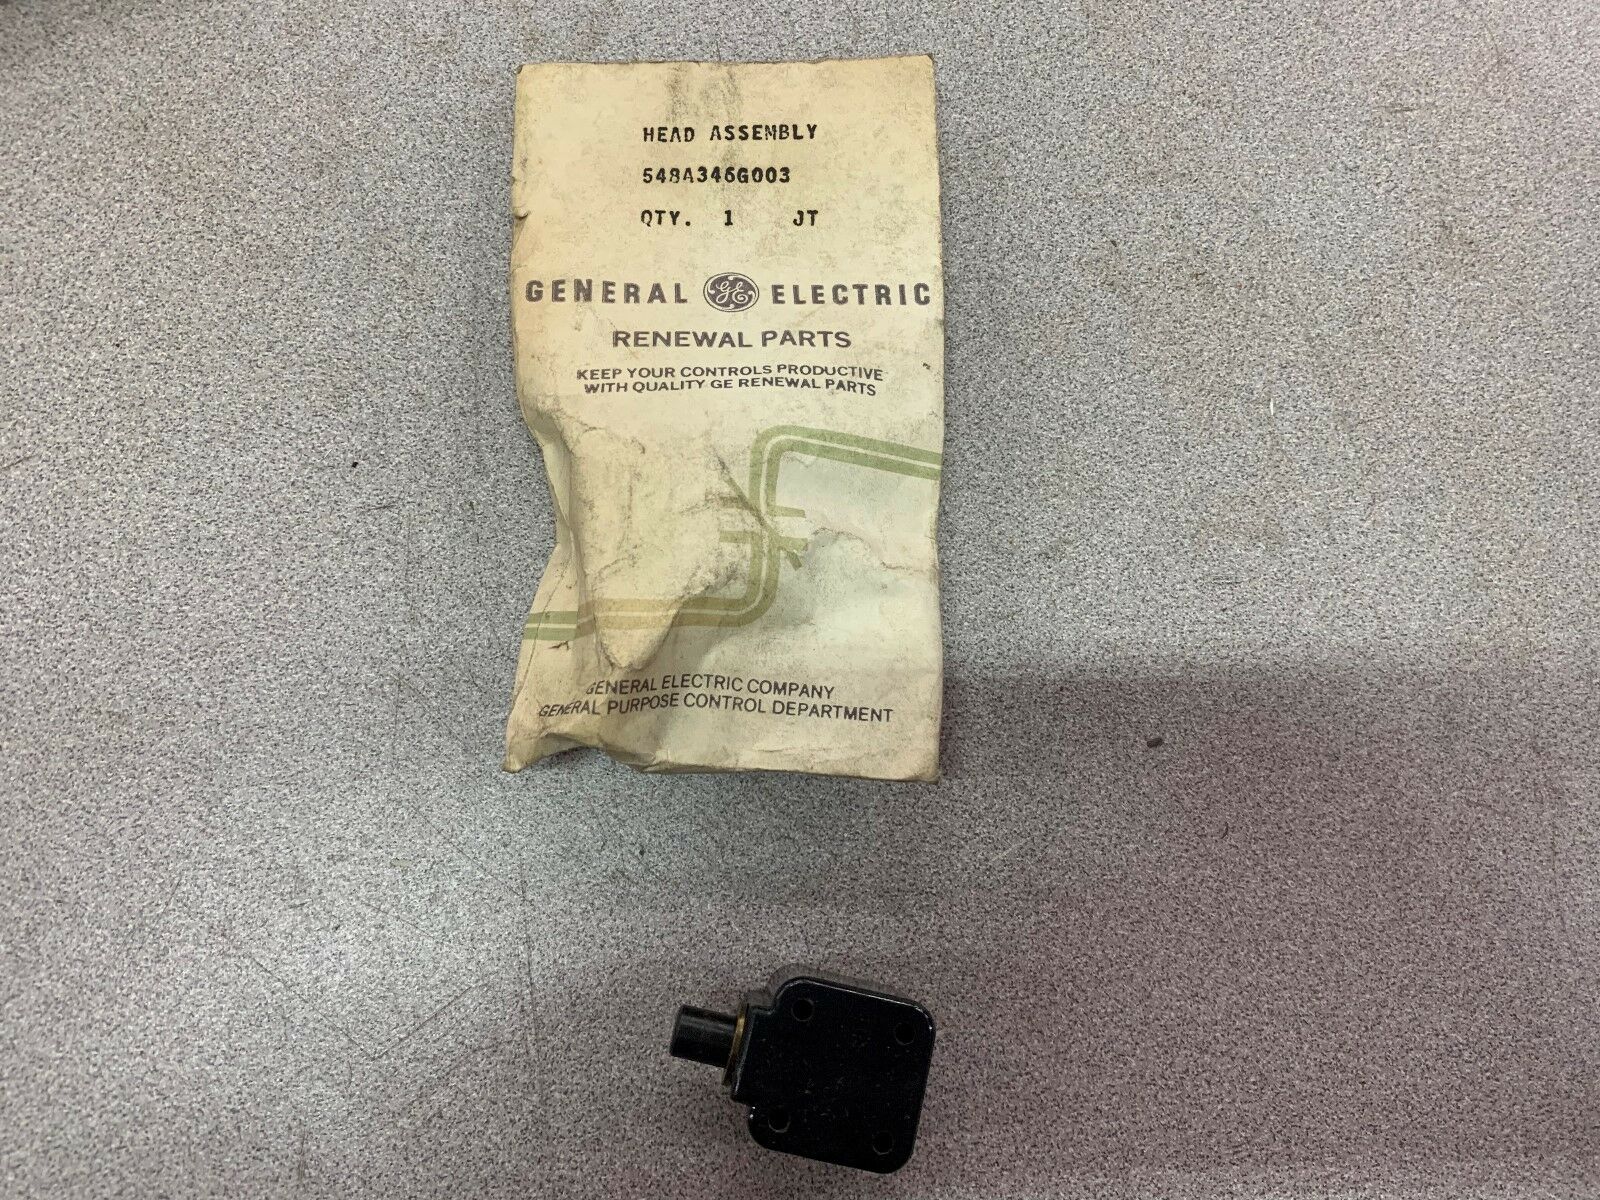 HEAD ASSEMBLY
548A346G003
QTY. 1 JT
GENERAL GE ELECTRIC
RENEWAL PARTS
KEEP YOUR CONTROLS PRODUCTIVE
WITH QUALITY GE RENEWAL PARTS
GENERAL ELECTRIC COMPANY
GENERAL PURPOSE CONTROL DEPARTMENT